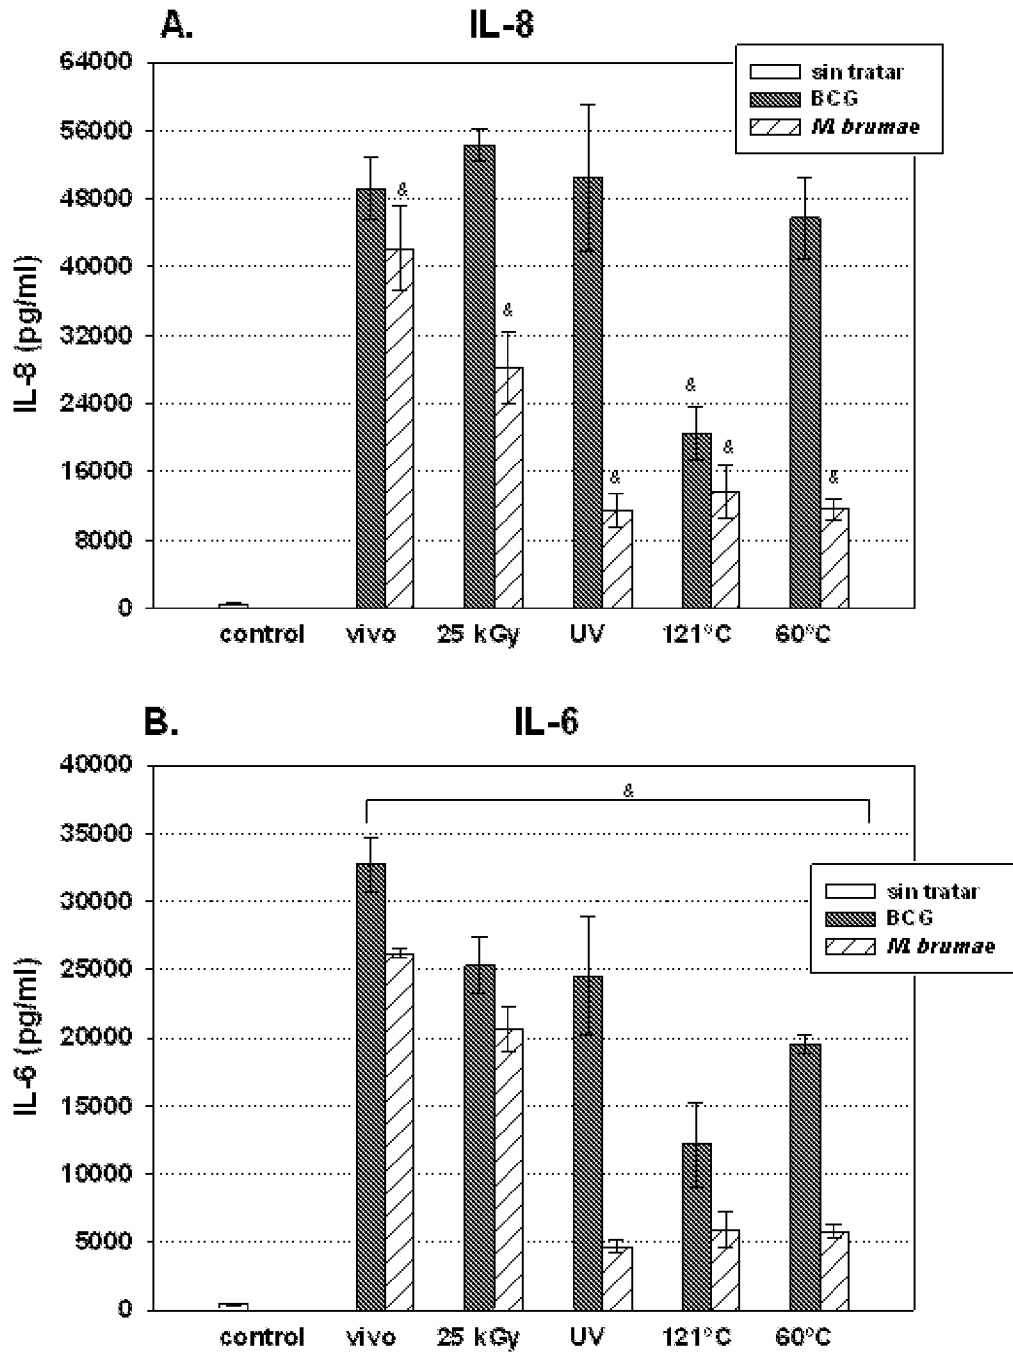 A. IL-8
64000
56000
48000
40000
32000
24000
16000
8000
0
IL-8 (pg/ml)
sin tratar
BCG
M. brumae
&
&
&
&
&
&
control vivo 25 kGy UV 121°C 60°C
B. IL-6
40000
35000
30000
25000
20000
15000
10000
5000
0
IL-6 (pg/ml)
&
sin tratar
BCG
M. brumae
control vivo 25 kGy UV 121°C 60°C